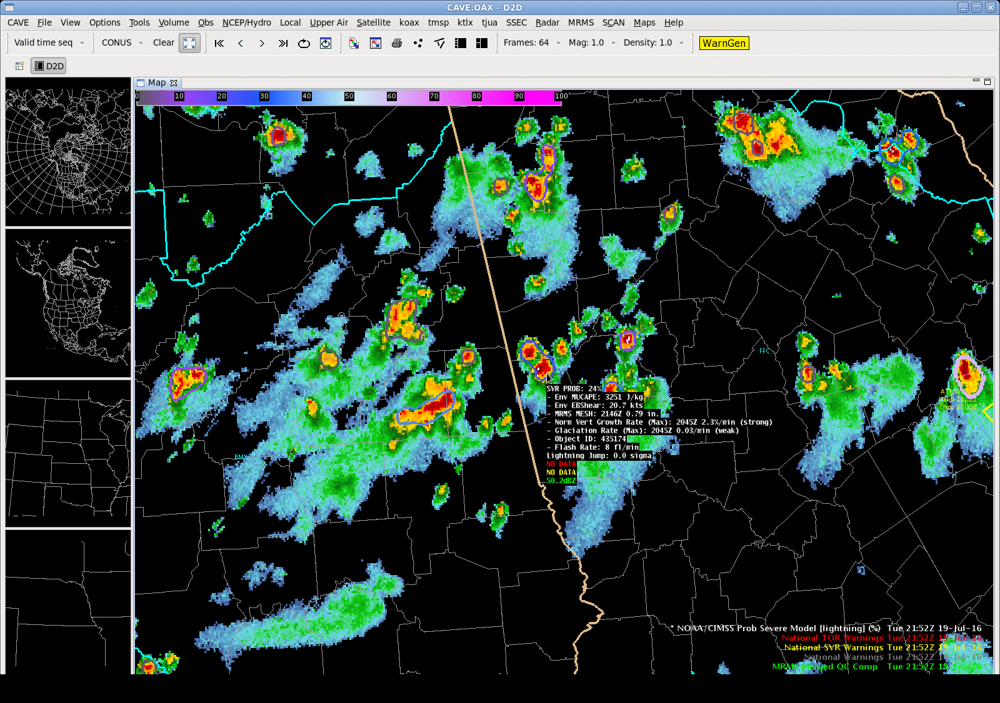 CAVE:OAX - D2D
CAVE File View Options Tools Volume Obs NCEP/Hydro Local Upper Air Satellite koax tmsp ktlx tjua SSEC Radar MRMS SCAN Maps Help
Valid time seq CONUS Clear Frames: 64 Mag: 1.0 Density: 1.0 WarnGen
D2D
Map
0 10 20 30 40 50 60 70 80 90 100
FFC
BMX
SVR PROB: 24%
- Env MUCAPE: 3251 J/kg
- Env EBShear: 20.7 kts
- MRMS MESH: 2146Z 0.79 in.
- Norm Vert Growth Rate (Max): 2045Z 2.3%/min (strong)
- Glaciation Rate (Max): 2045Z 0.03/min (weak)
- Object ID: 435174
- Flash Rate: 8 fl/min
Lightning Jump: 0.0 sigma
NO DATA
NO DATA
50.2dBZ
Thru 2200Z
* NOAA/CIMSS Prob Severe Model [lightning] (%) Tue 21:52Z 19-Jul-16
National TOR Warnings Tue 21:52Z 19-Jul-16
National SVR Warnings Tue 21:52Z 19-Jul-16
National Warnings Tue 21:52Z 19-Jul-16
MRMS Merged QC Comp Tue 21:52Z 19-Jul-16